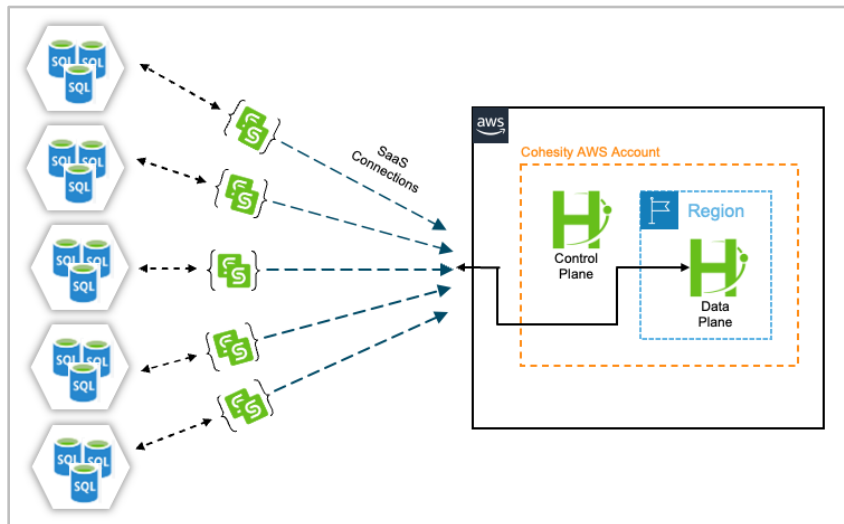 SQL SQL
SQL
SQL SQL
SQL
SQL SQL
SQL
SQL SQL
SQL
SQL SQL
SQL
{S S}
{S S}
{S S}
{S S}
{S S}
SaaS
Connections
aws
Cohesity AWS Account
Control
Plane
Region
Data
Plane